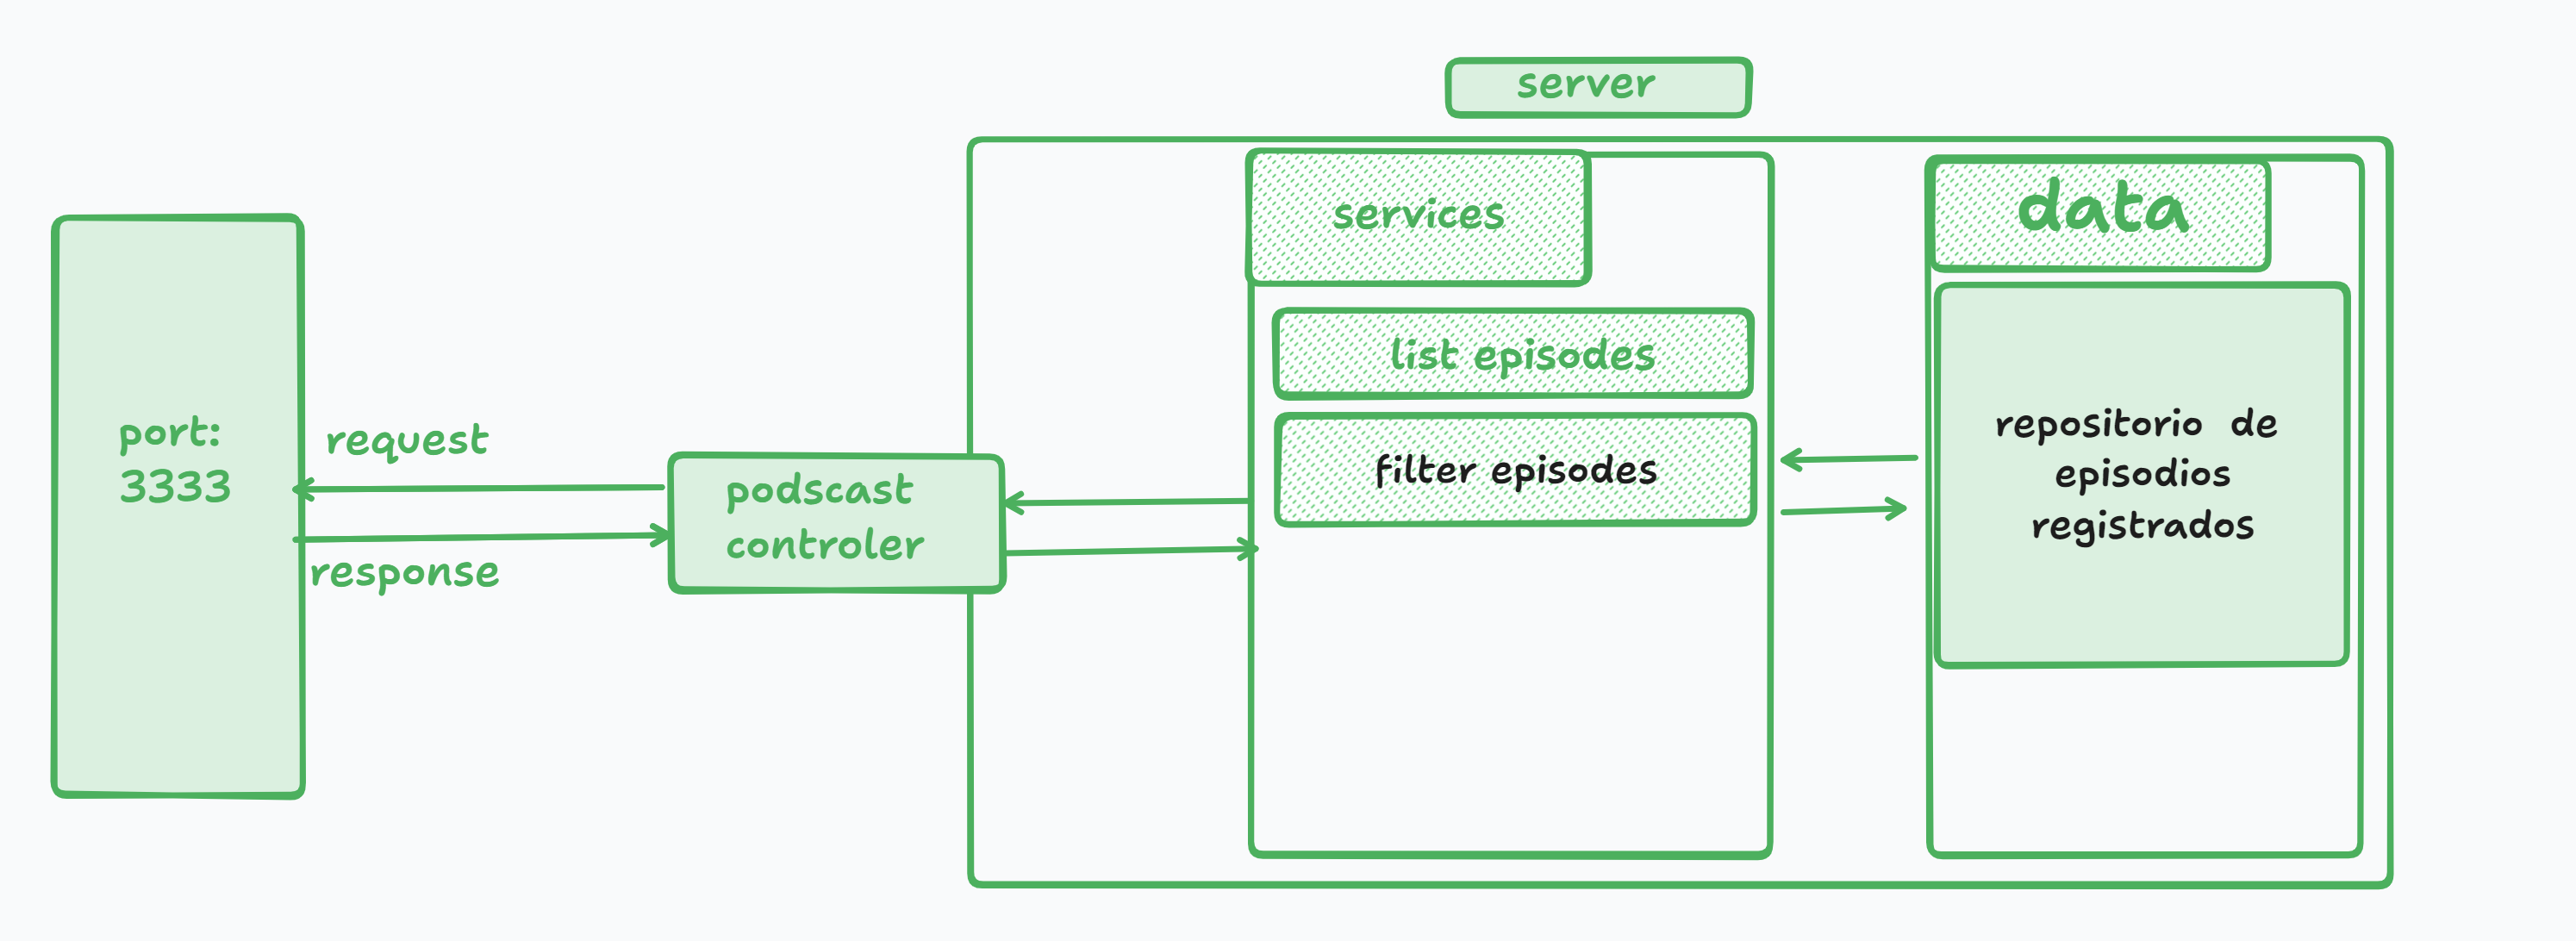 server
services
data
list episodes
filter episodes
repositorio de
episodios
registrados
port:
3333
request
response
podscast
controler